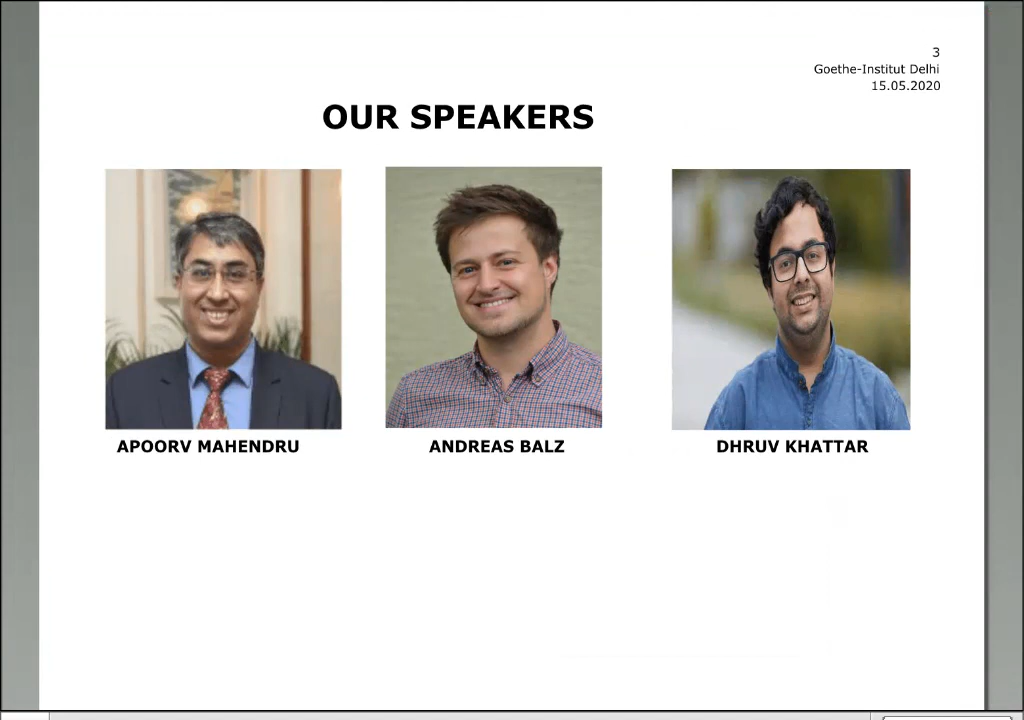 3
Goethe-Institut Delhi
15.05.2020
OUR SPEAKERS
APOORV MAHENDRU
ANDREAS BALZ
DHRUV KHATTAR